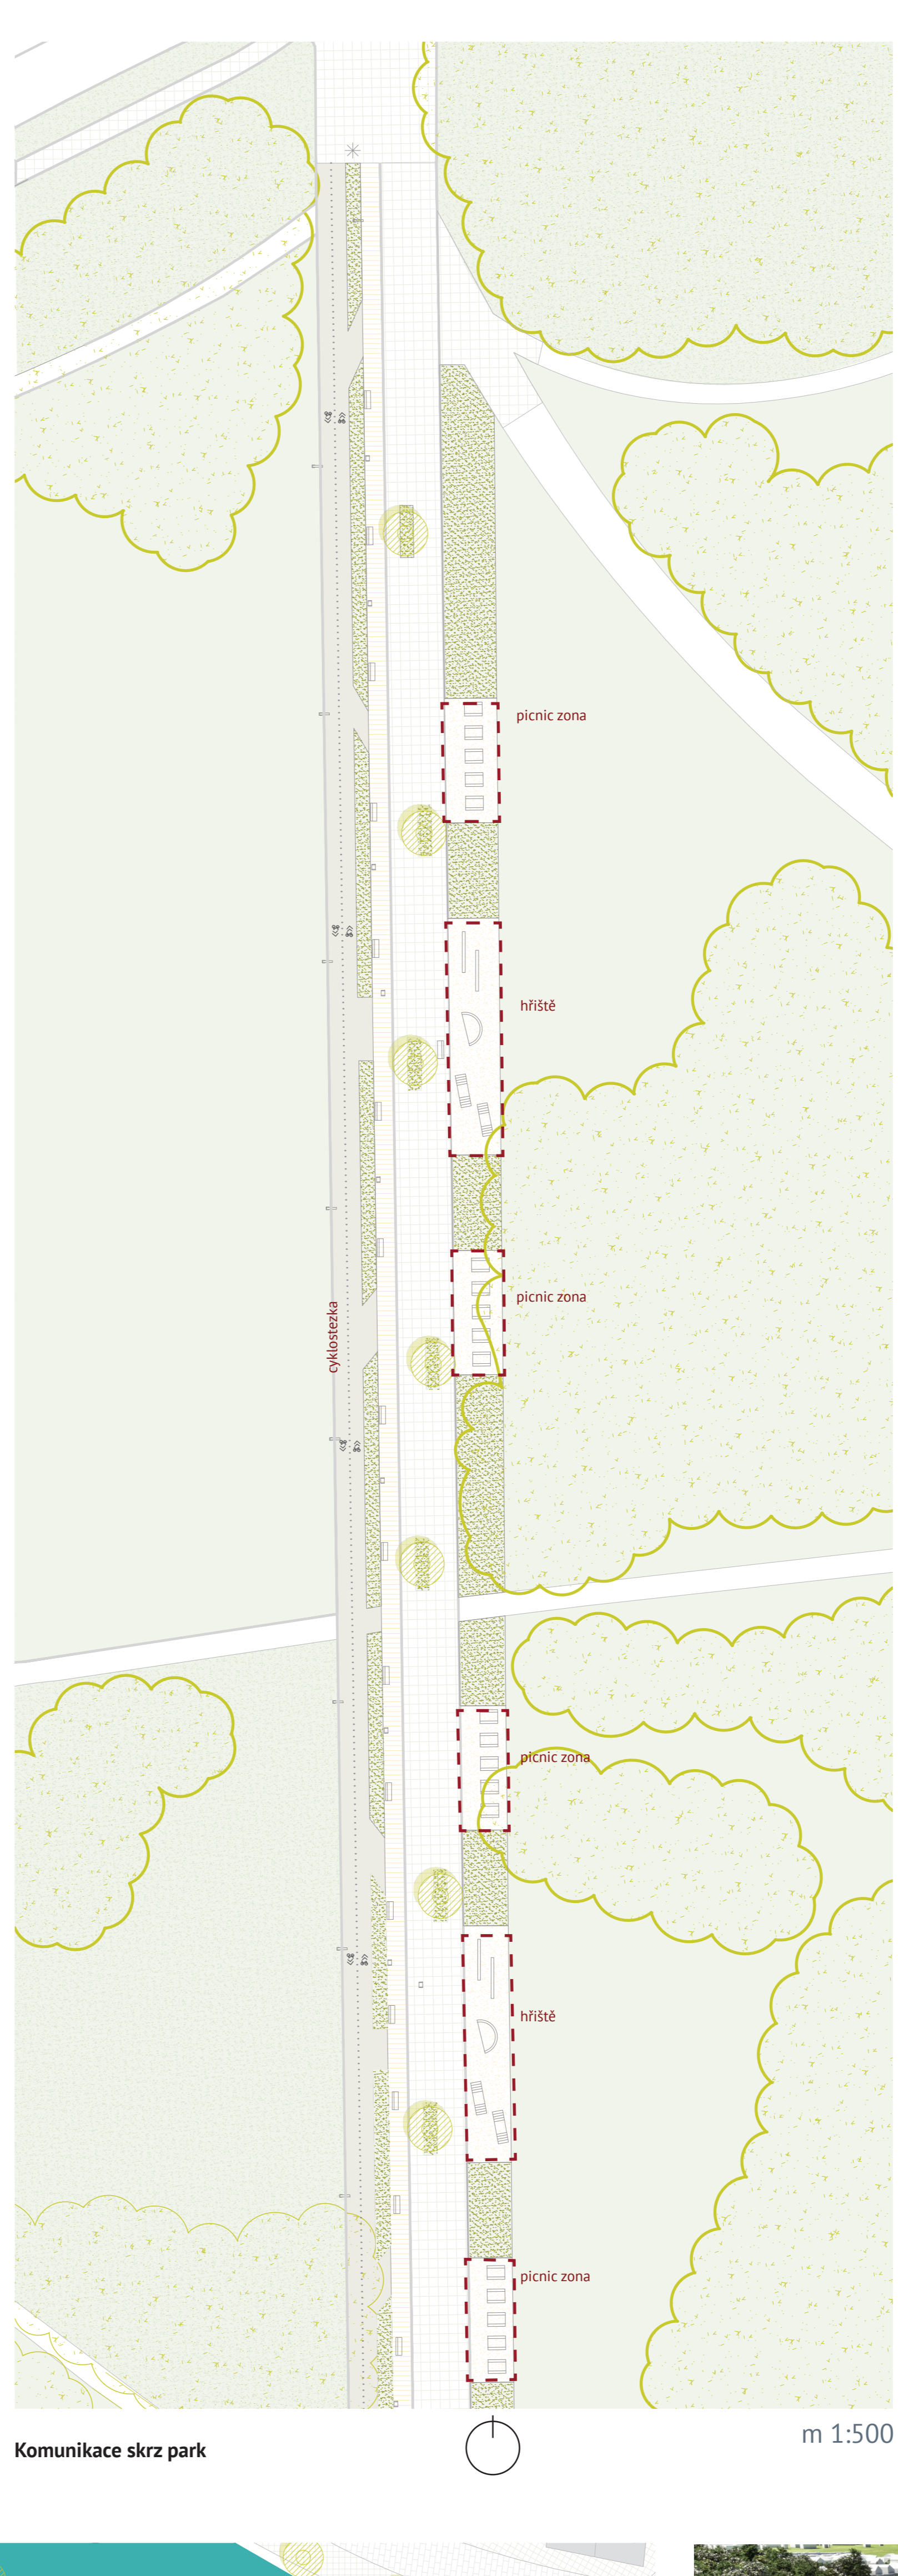 picnic zona
hřiště
picnic zona
cyklostezka
picnic zona
hřiště
picnic zona
Komunikace skrz park
m 1:500